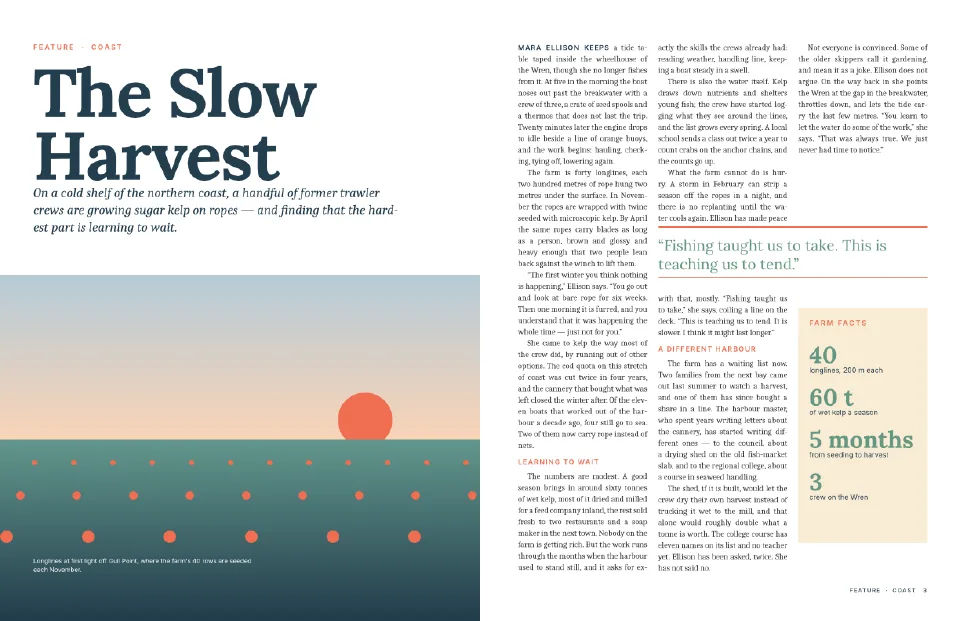 FEATURE · COAST
The Slow
Harvest
On a cold shelf of the northern coast, a handful of former trawler
crews are growing sugar kelp on ropes — and finding that the hard-
est part is learning to wait.
Longlines at first light off Gull Point, where the farm's 40 rows are seeded
each November.
MARA ELLISON KEEPS a tide ta-
ble taped inside the wheelhouse of
the Wren, though she no longer fishes
from it. At five in the morning the boat
noses out past the breakwater with a
crew of three, a crate of seed spools and
a thermos that does not last the trip.
Twenty minutes later the engine drops
to idle beside a line of orange buoys,
and the work begins: hauling, check-
ing, tying off, lowering again.
The farm is forty longlines, each
two hundred metres of rope hung two
metres under the surface. In Novem-
ber the ropes are wrapped with twine
seeded with microscopic kelp. By April
the same ropes carry blades as long
as a person, brown and glossy and
heavy enough that two people lean
back against the winch to lift them.
"The first winter you think nothing
is happening," Ellison says. "You go out
and look at bare rope for six weeks.
Then one morning it is furred, and you
understand that it was happening the
whole time — just not for you."
She came to kelp the way most of
the crew did, by running out of other
options. The cod quota on this stretch
of coast was cut twice in four years,
and the cannery that bought what was
left closed the winter after. Of the elev-
en boats that worked out of the har-
bour a decade ago, four still go to sea.
Two of them now carry rope instead of
nets.
LEARNING TO WAIT
The numbers are modest. A good
season brings in around sixty tonnes
of wet kelp, most of it dried and milled
for a feed company inland, the rest sold
fresh to two restaurants and a soap
maker in the next town. Nobody on the
farm is getting rich. But the work runs
through the months when the harbour
used to stand still, and it asks for ex-
actly the skills the crews already had:
reading weather, handling line, keep-
ing a boat steady in a swell.
There is also the water itself. Kelp
draws down nutrients and shelters
young fish; the crew have started log-
ging what they see around the lines,
and the list grows every spring. A local
school sends a class out twice a year to
count crabs on the anchor chains, and
the counts go up.
What the farm cannot do is hur-
ry. A storm in February can strip a
season off the ropes in a night, and
there is no replanting until the wa-
ter cools again. Ellison has made peace
"Fishing taught us to take. This is
teaching us to tend."
with that, mostly. "Fishing taught us
to take," she says, coiling a line on the
deck. "This is teaching us to tend. It is
slower. I think it might last longer."
A DIFFERENT HARBOUR
The farm has a waiting list now.
Two families from the next bay came
out last summer to watch a harvest,
and one of them has since bought a
share in a line. The harbour master,
who spent years writing letters about
the cannery, has started writing dif-
ferent ones — to the council, about
a drying shed on the old fish-market
slab, and to the regional college, about
a course in seaweed handling.
The shed, if it is built, would let the
crew dry their own harvest instead of
trucking it wet to the mill, and that
alone would roughly double what a
tonne is worth. The college course has
eleven names on its list and no teacher
yet. Ellison has been asked, twice. She
has not said no.
Not everyone is convinced. Some of
the older skippers call it gardening,
and mean it as a joke. Ellison does not
argue. On the way back in she points
the Wren at the gap in the breakwater,
throttles down, and lets the tide car-
ry the last few metres. "You learn to
let the water do some of the work," she
says. "That was always true. We just
never had time to notice."
FARM FACTS
40
longlines, 200 m each
60 t
of wet kelp a season
5 months
from seeding to harvest
3
crew on the Wren
FEATURE · COAST 3